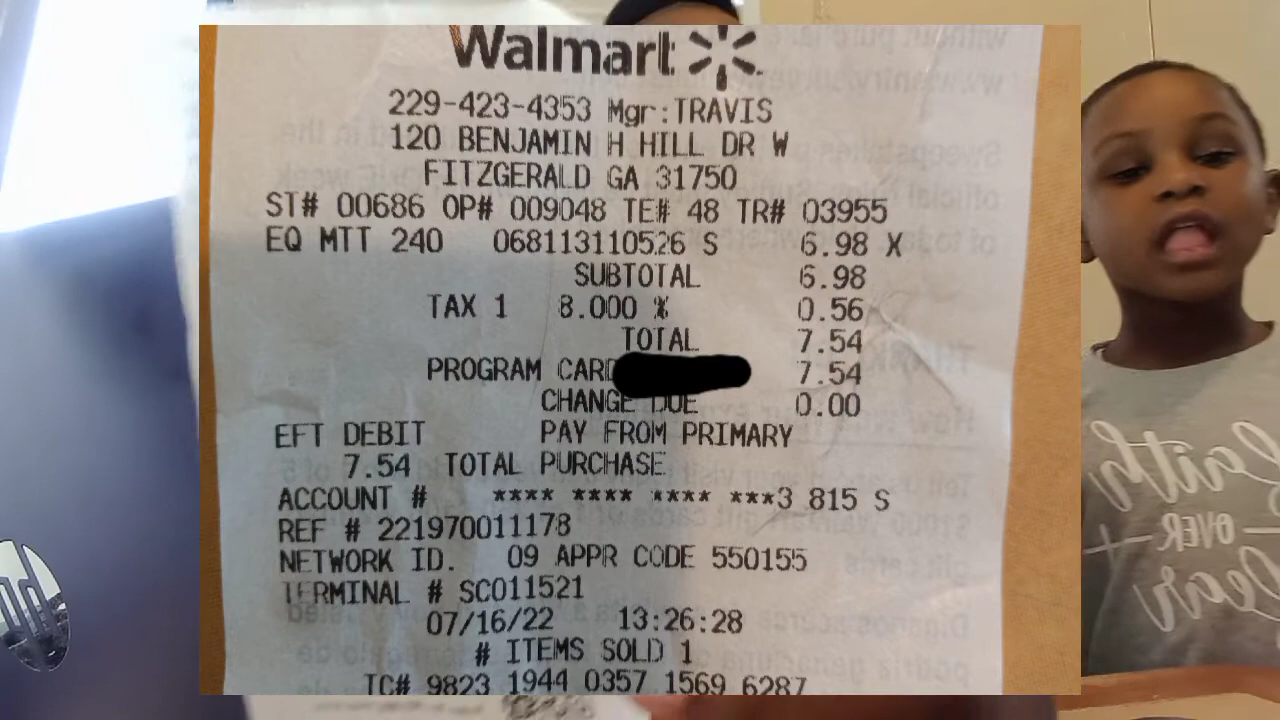 Walmart
229-423-4353 Mgr:TRAVIS
120 BENJAMIN H HILL DR W
FITZGERALD GA 31750
ST# 00686 OP# 009048 TE# 48 TR# 03955
EQ MTT 240 068113110526 S 6.98 X
SUBTOTAL 6.98
TAX 1 8.000 % 0.56
TOTAL 7.54
PROGRAM CARD 7.54
CHANGE DUE 0.00
EFT DEBIT PAY FROM PRIMARY
7.54 TOTAL PURCHASE
ACCOUNT # **** **** **** ***3 815 S
REF # 221970011178
NETWORK ID. 09 APPR CODE 550155
TERMINAL # SC011521
07/16/22 13:26:28
# ITEMS SOLD 1
TC# 9823 1944 0357 1569 6287
hp
faith
OVER
fear